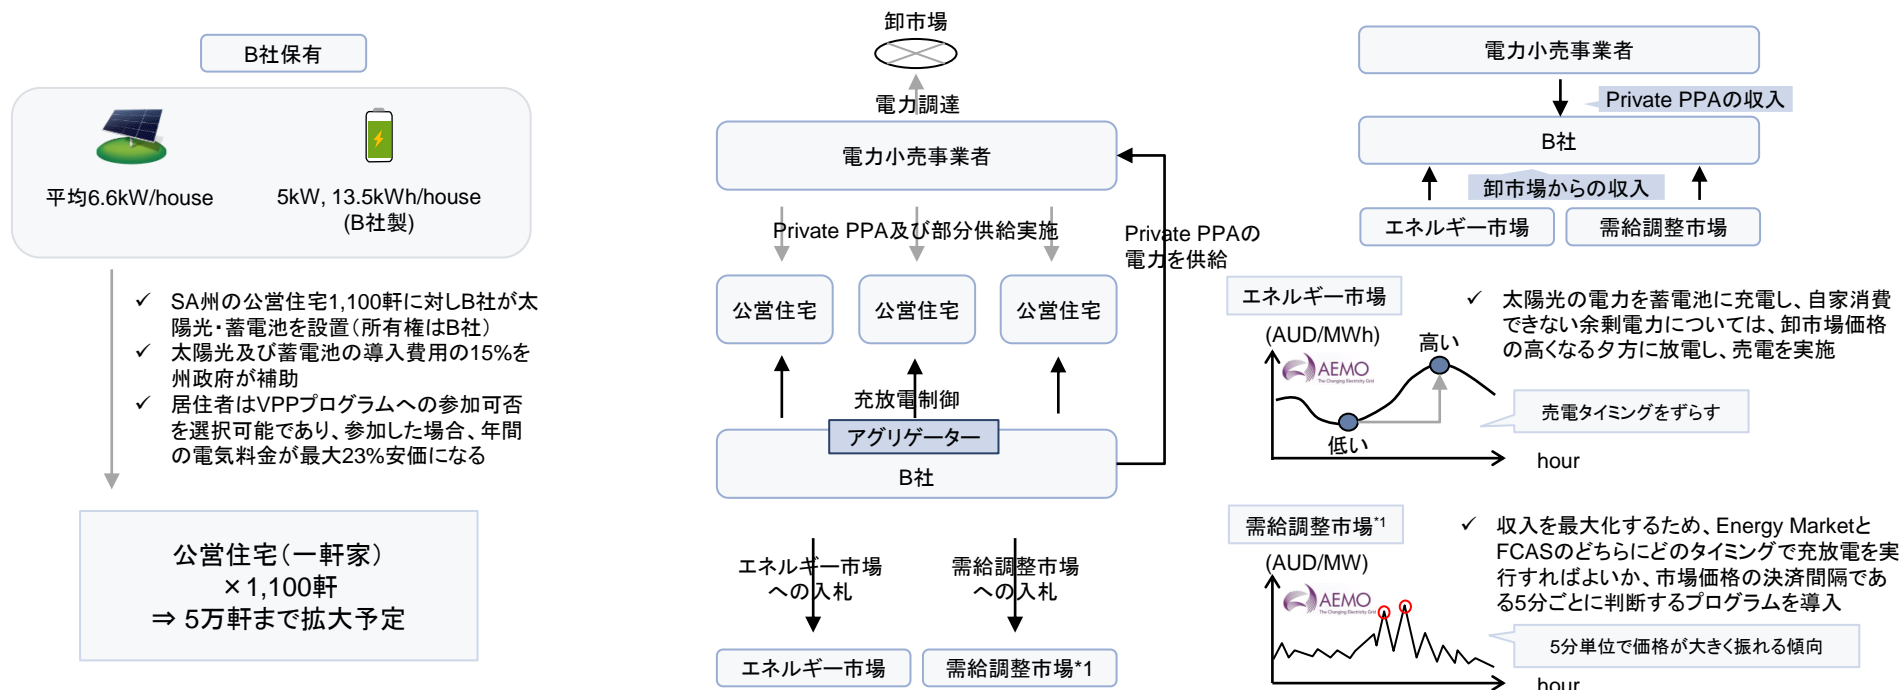 B社保有
平均6.6kW/house
5kW, 13.5kWh/house
(B社製)
✓ SA州の公営住宅1,100軒に対しB社が太
陽光・蓄電池を設置(所有権はB社)
✓ 太陽光及び蓄電池の導入費用の15%を
州政府が補助
✓ 居住者はVPPプログラムへの参加可否
を選択可能であり、参加した場合、年間
の電気料金が最大23%安価になる
公営住宅(一軒家)
×1,100軒
⇒ 5万軒まで拡大予定
卸市場
電力調達
電力小売事業者
Private PPA及び部分供給実施
Private PPAの
電力を供給
公営住宅
公営住宅
公営住宅
充放電制御
アグリゲーター
B社
エネルギー市場
への入札
需給調整市場
への入札
エネルギー市場
需給調整市場*1
電力小売事業者
Private PPAの収入
B社
卸市場からの収入
エネルギー市場
需給調整市場
エネルギー市場
(AUD/MWh)
AEMO
The Changing Electricity Grid
高い
低い
hour
✓ 太陽光の電力を蓄電池に充電し、自家消費
できない余剰電力については、卸市場価格
の高くなる夕方に放電し、売電を実施
売電タイミングをずらす
需給調整市場*1
(AUD/MW)
AEMO
The Changing Electricity Grid
hour
✓ 収入を最大化するため、Energy Marketと
FCASのどちらにどのタイミングで充放電を実
行すればよいか、市場価格の決済間隔であ
る5分ごとに判断するプログラムを導入
5分単位で価格が大きく振れる傾向